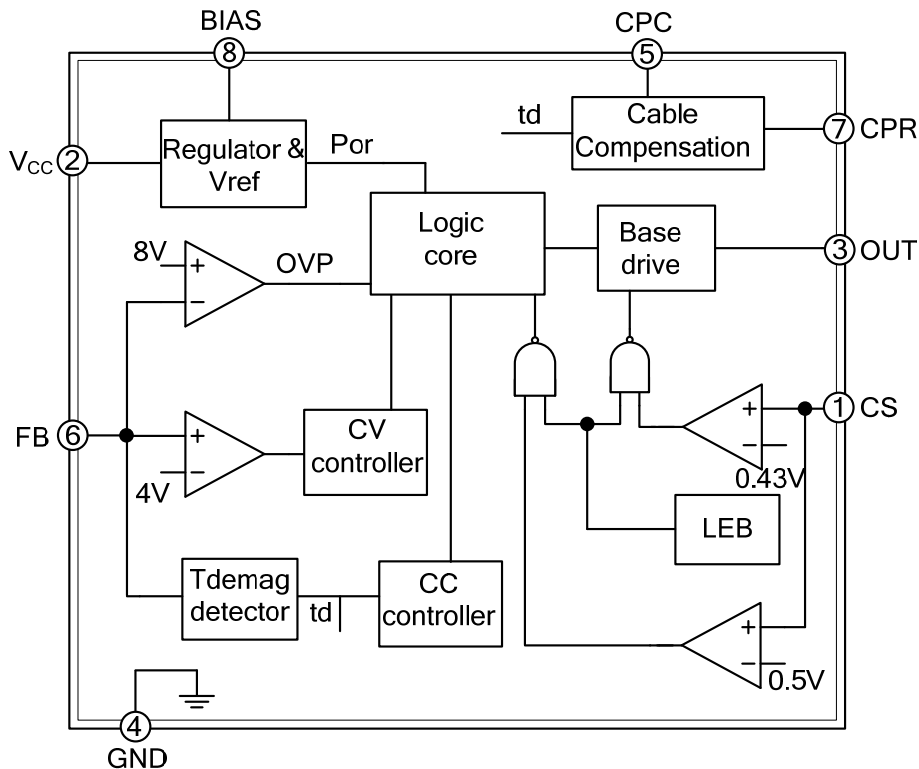 BIAS
8
CPC
5
td
Cable
Compensation
7
CPR
VCC
2
Regulator &
Vref
Por
Logic
core
Base
drive
3
OUT
8V
+
−
OVP
1
CS
+
−
0.43V
FB
6
+
−
4V
CV
controller
LEB
Tdemag
detector
td
CC
controller
+
−
0.5V
4
GND